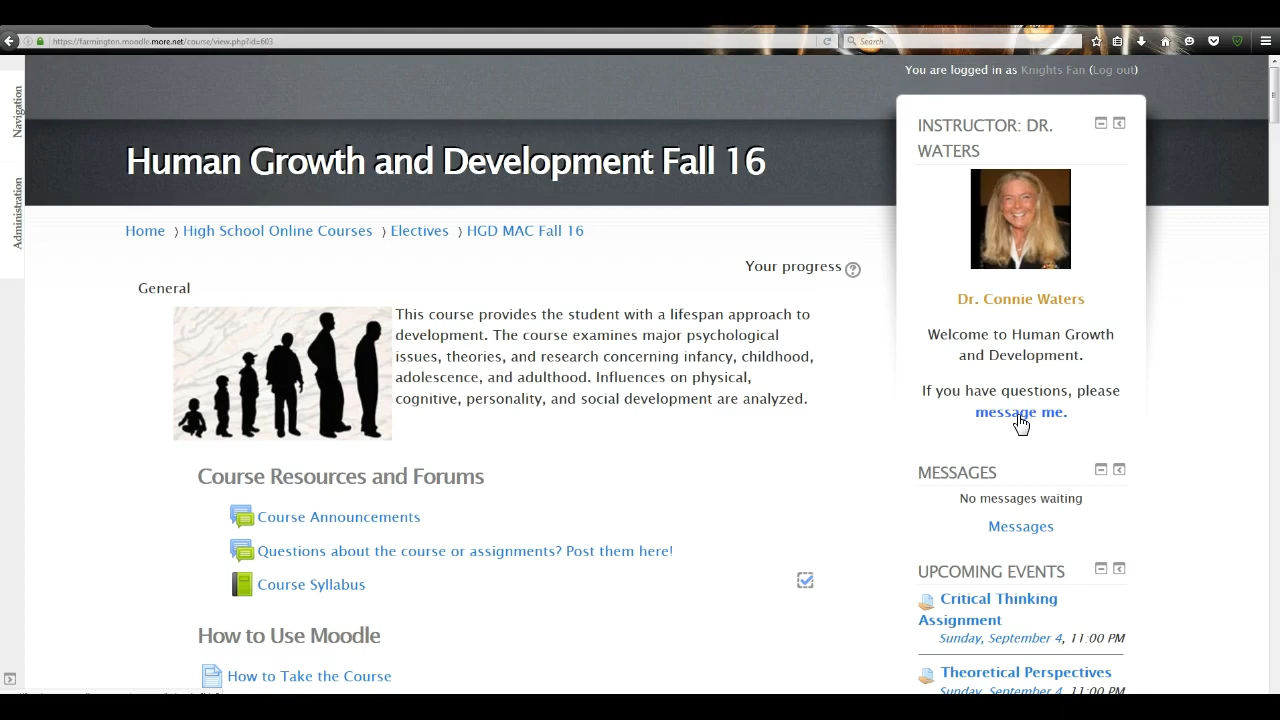 https://farmington.moodle.more.net/course/view.php?id=603
Search
Navigation
Administration
You are logged in as Knights Fan (Log out)
Human Growth and Development Fall 16
Home
High School Online Courses
Electives
HGD MAC Fall 16
Your progress
General
This course provides the student with a lifespan approach to
development. The course examines major psychological
issues, theories, and research concerning infancy, childhood,
adolescence, and adulthood. Influences on physical,
cognitive, personality, and social development are analyzed.
Course Resources and Forums
Course Announcements
Questions about the course or assignments? Post them here!
Course Syllabus
How to Use Moodle
How to Take the Course
INSTRUCTOR: DR.
WATERS
Dr. Connie Waters
Welcome to Human Growth
and Development.
If you have questions, please
message me.
MESSAGES
No messages waiting
Messages
UPCOMING EVENTS
Critical Thinking
Assignment
Sunday, September 4, 11:00 PM
Theoretical Perspectives
Sunday, September 4, 11:00 PM